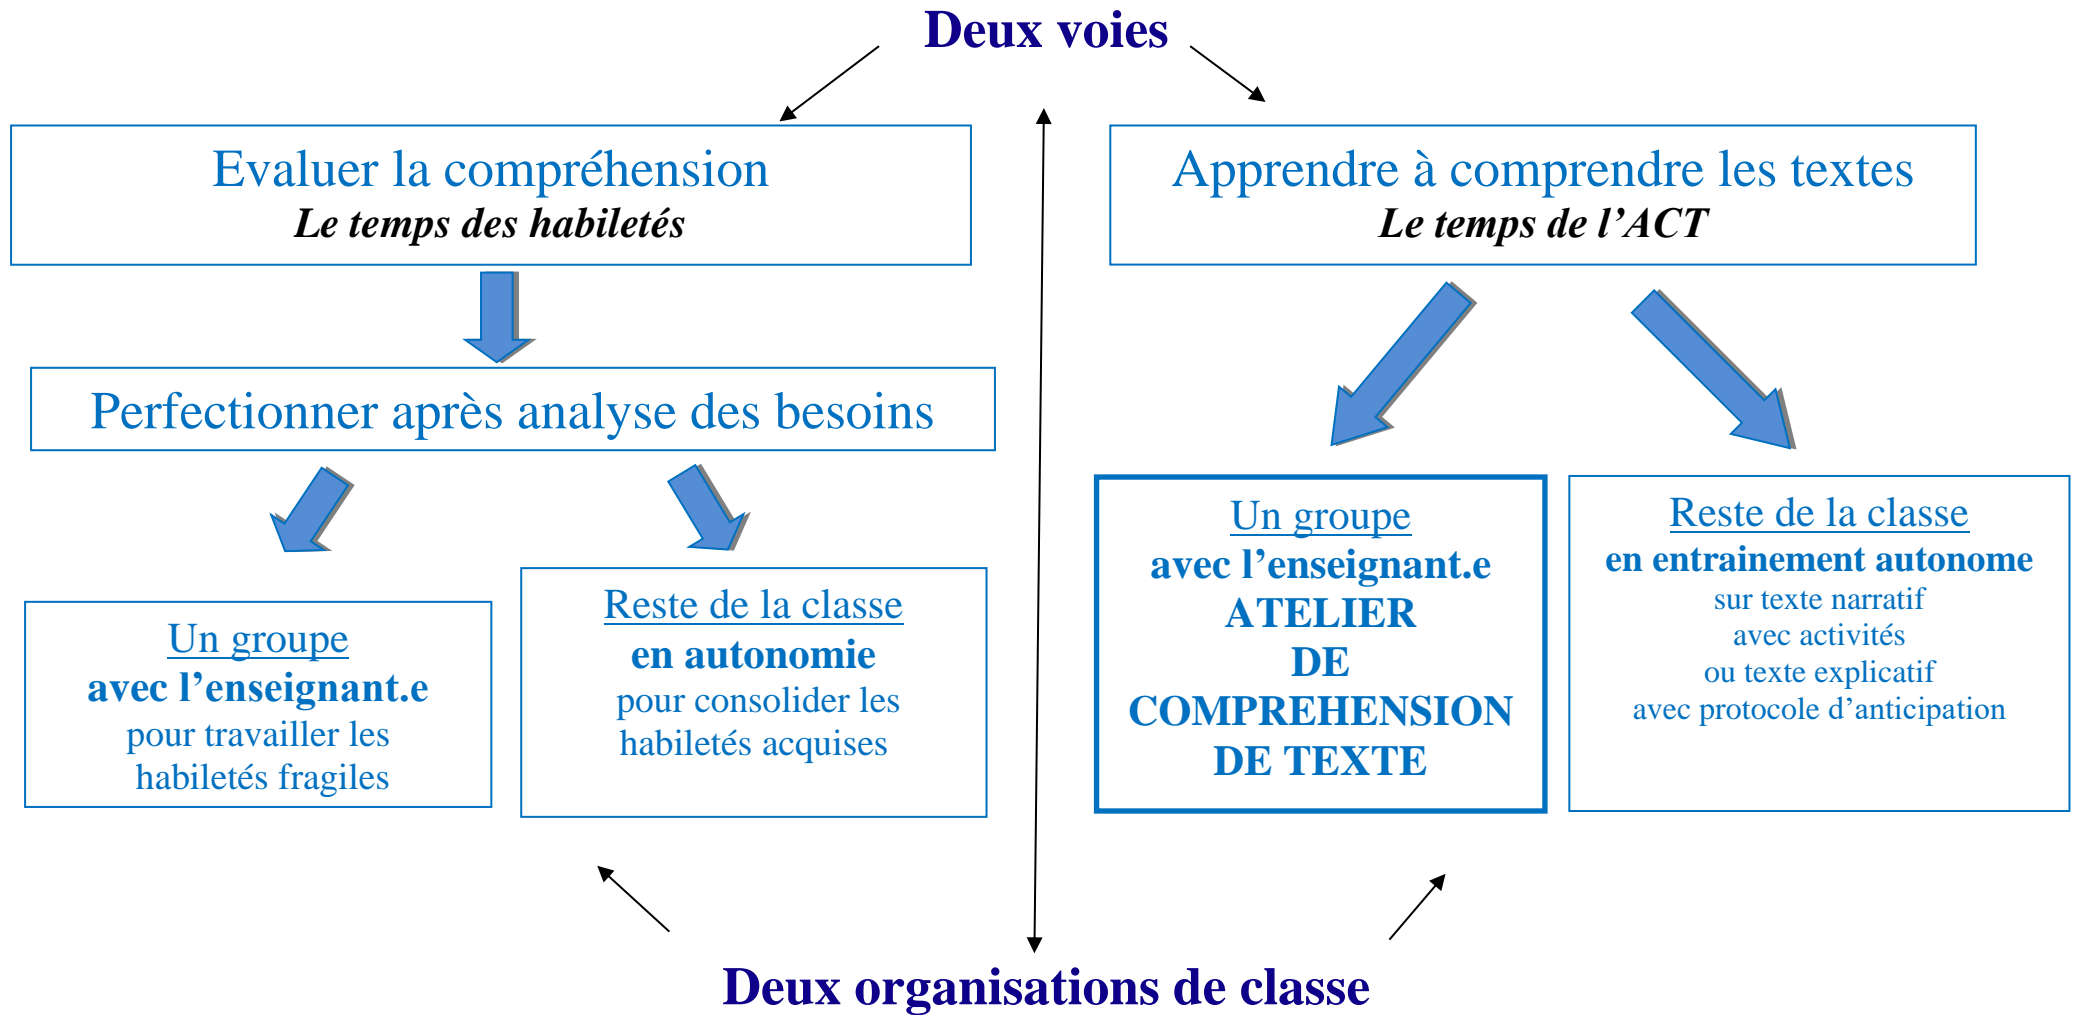 Deux voies
Evaluer la compréhension
Le temps des habiletés
Apprendre à comprendre les textes
Le temps de l’ACT
Perfectionner après analyse des besoins
Un groupe
avec l’enseignant.e
pour travailler les
habiletés fragiles
Reste de la classe
en autonomie
pour consolider les
habiletés acquises
Un groupe
avec l’enseignant.e
ATELIER
DE
COMPREHENSION
DE TEXTE
Reste de la classe
en entrainement autonome
sur texte narratif
avec activités
ou texte explicatif
avec protocole d’anticipation
Deux organisations de classe